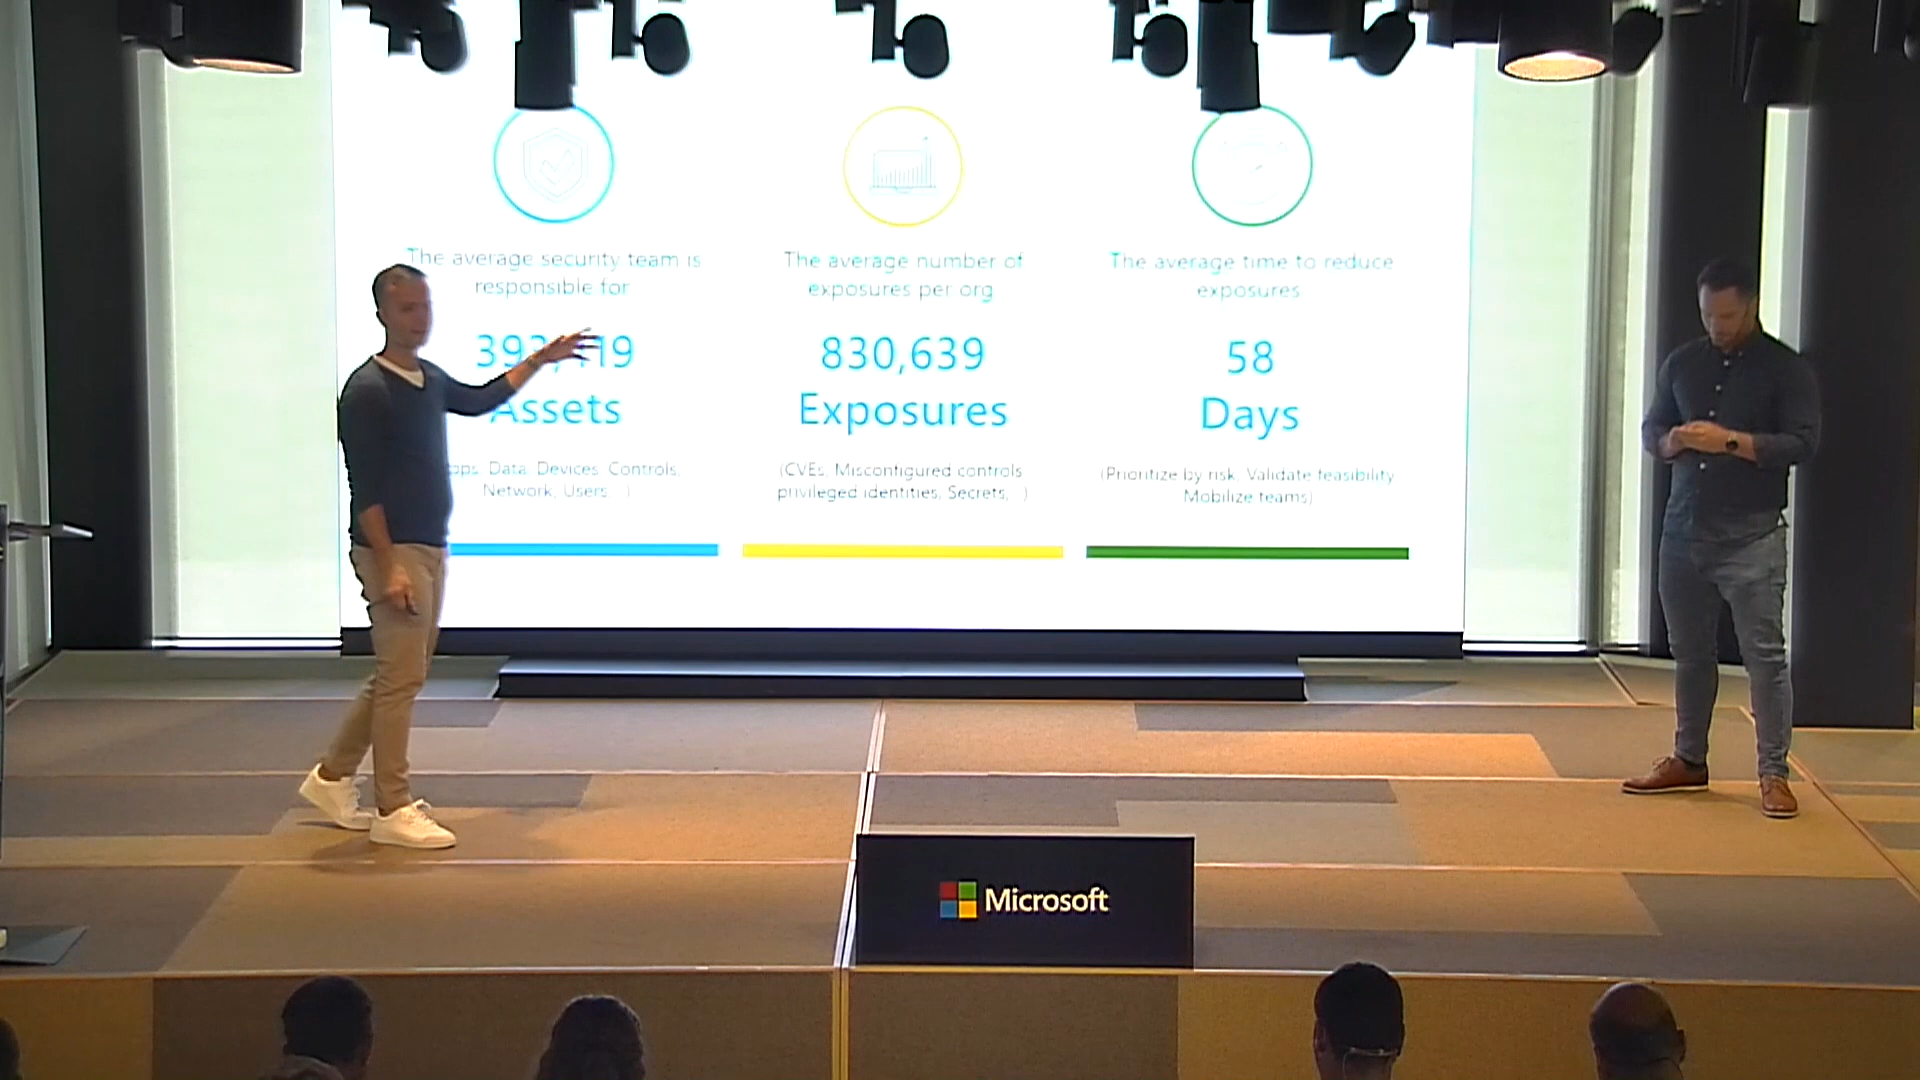 The average security team is
responsible for
Assets
Data, Devices, Controls,
Network, Users, ...)
The average number of
exposures per org
830,639
Exposures
(CVEs, Misconfigured controls
privileged identities, Secrets, ...)
The average time to reduce
exposures
58
Days
(Prioritize by risk, Validate feasibility
Mobilize teams)
Microsoft